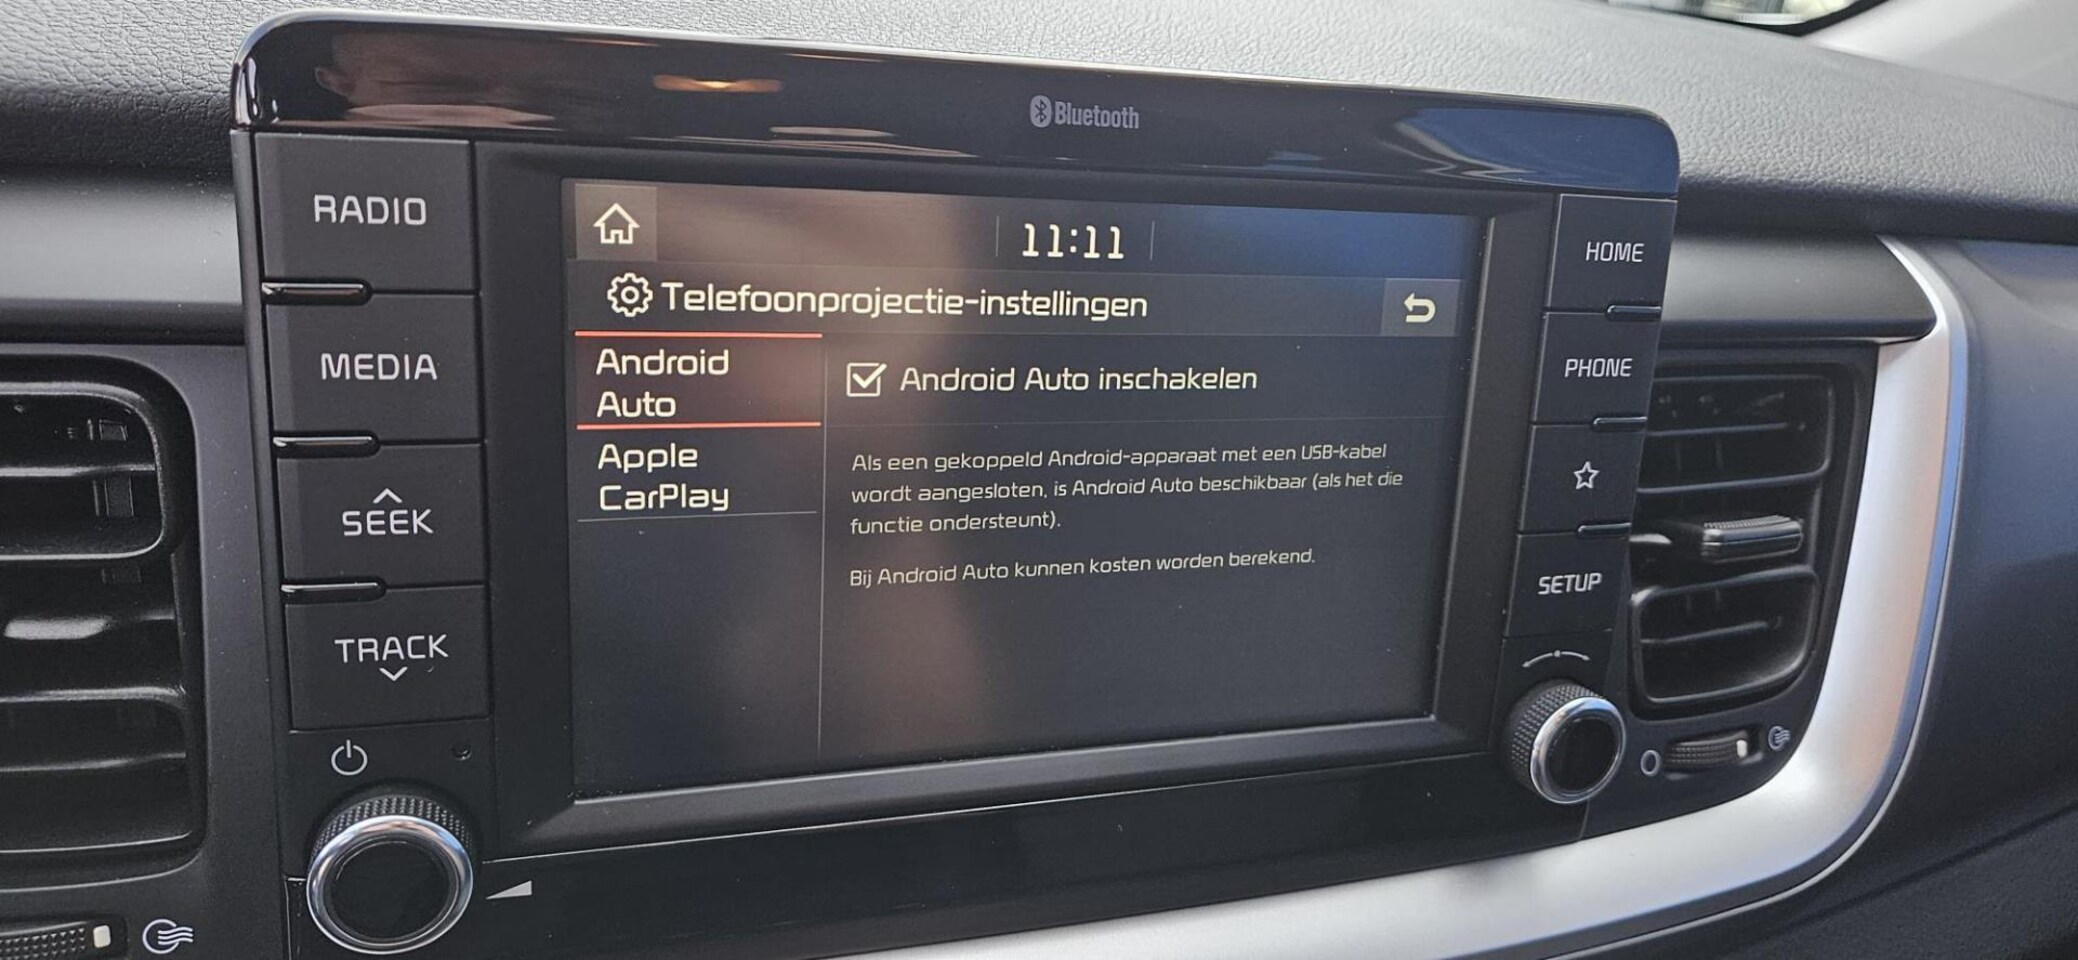 Bluetooth
RADIO
MEDIA
SEEK
TRACK
11:11
Telefoonprojectie-instellingen
Android
Auto
Apple
CarPlay
Android Auto inschakelen
Als een gekoppeld Android-apparaat met een USB-kabel
wordt aangesloten, is Android Auto beschikbaar (als het die
functie ondersteunt).
Bij Android Auto kunnen kosten worden berekend.
HOME
PHONE
SETUP